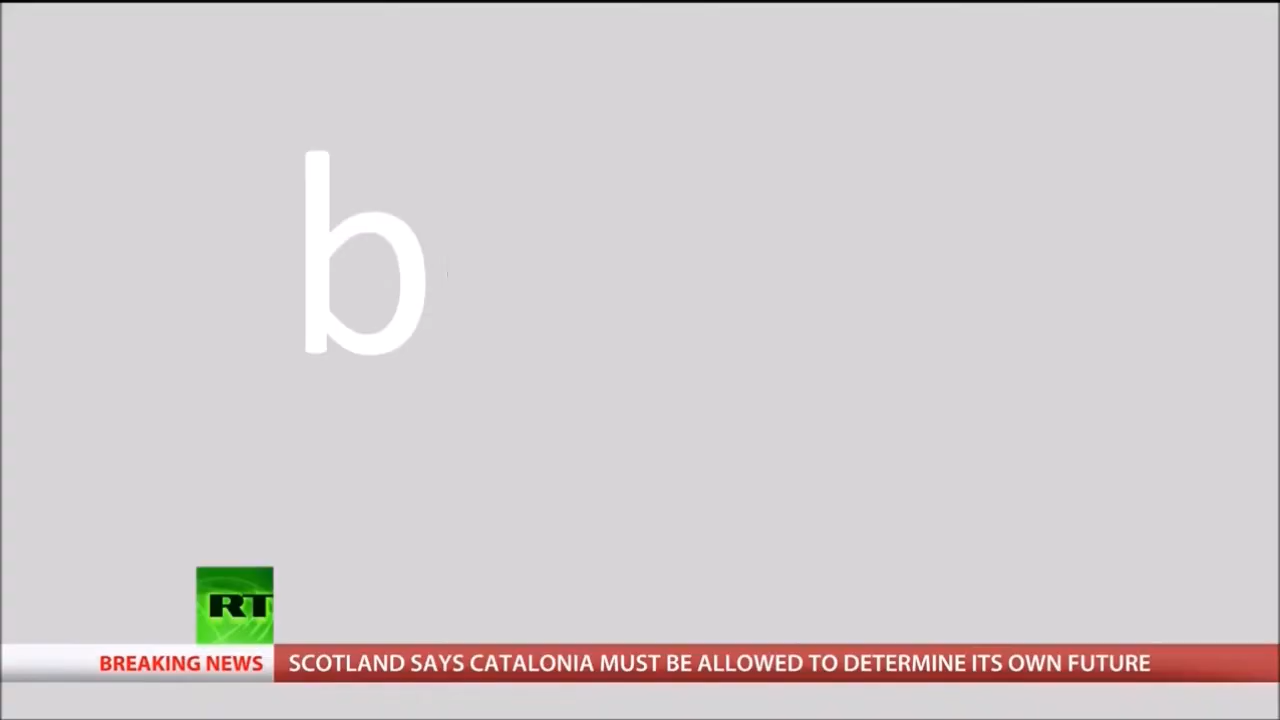 b
RT
BREAKING NEWS SCOTLAND SAYS CATALONIA MUST BE ALLOWED TO DETERMINE ITS OWN FUTURE